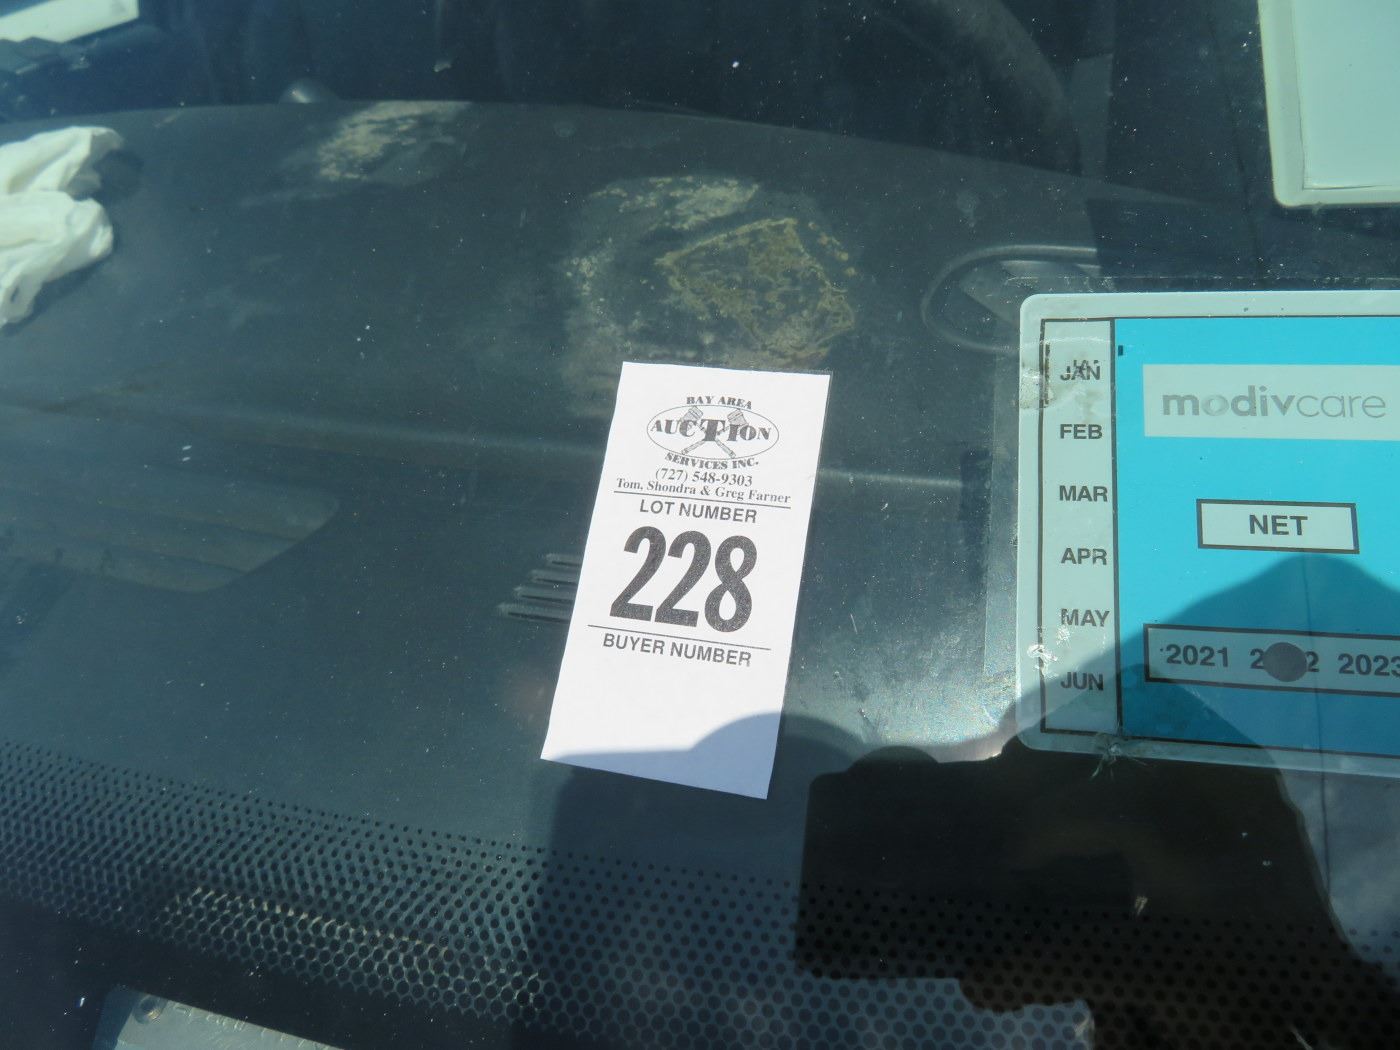 BAY AREA
AUCTION
SERVICES INC.
(727) 548-9303
Tom, Shondra & Greg Farner
LOT NUMBER
228
BUYER NUMBER
JAN
FEB
MAR
APR
MAY
JUN
modivcare
NET
2021 2022 2023